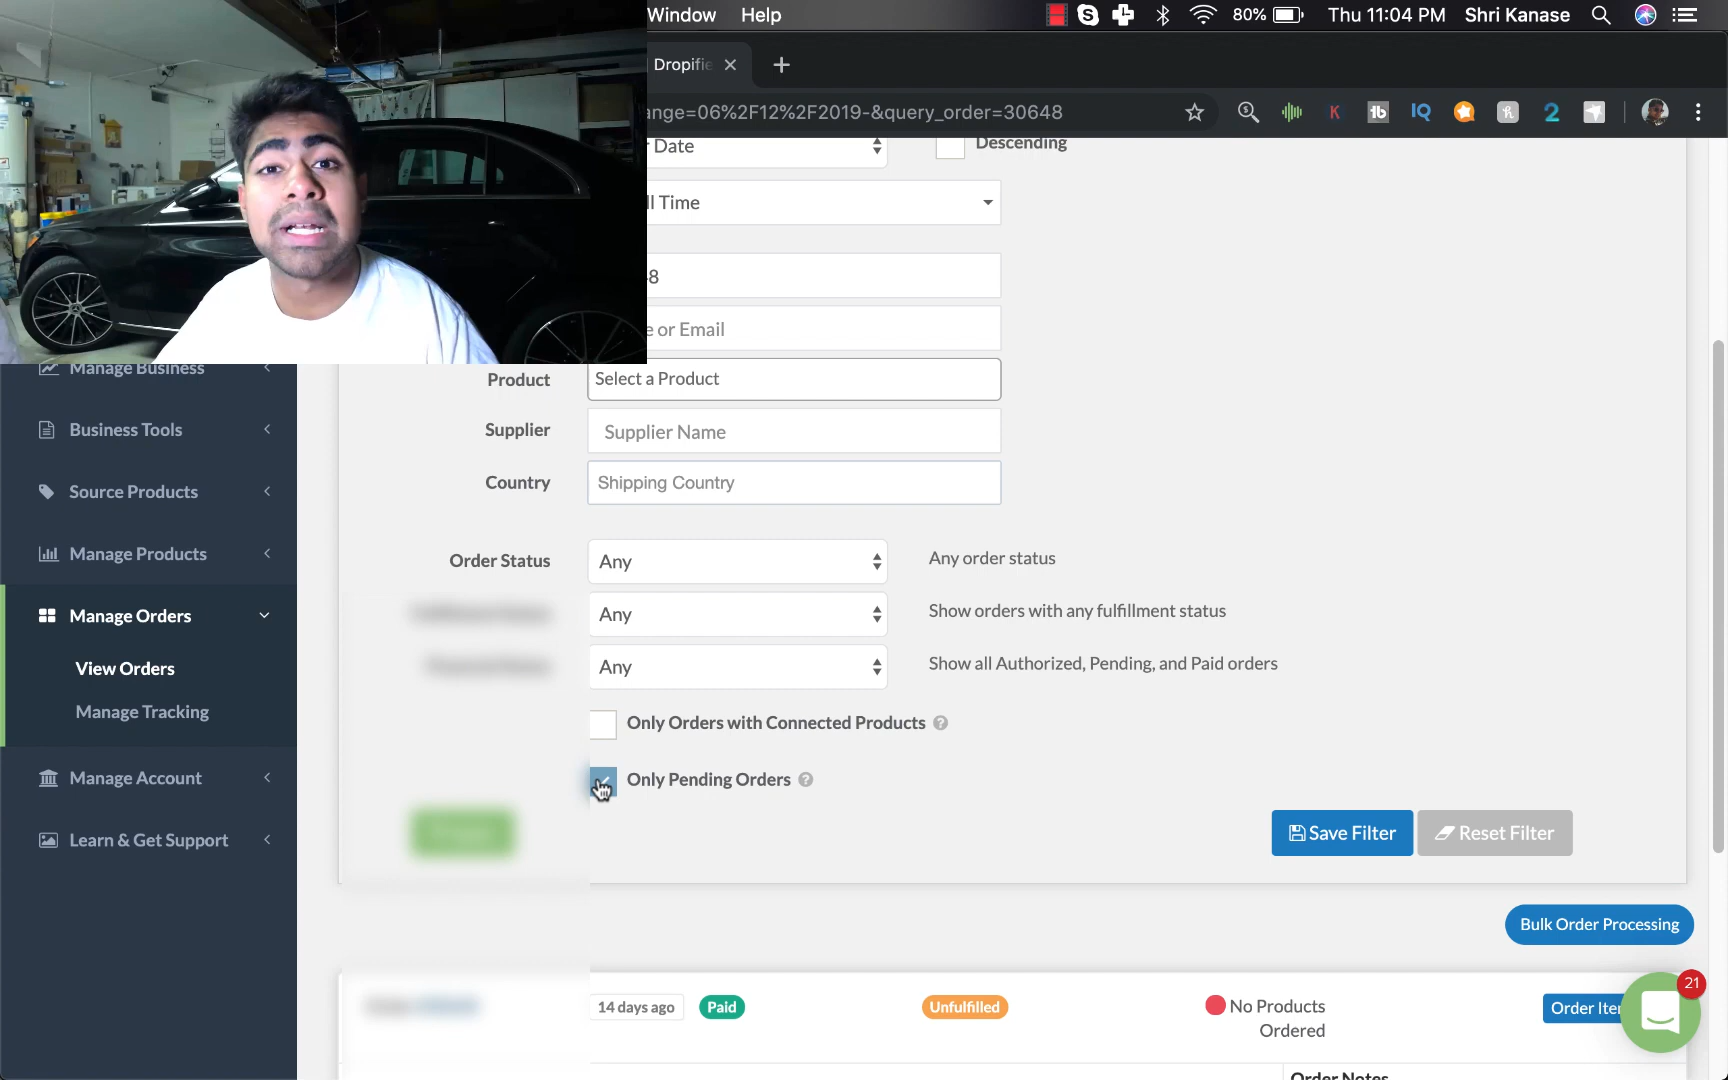 Window Help 80% Thu 11:04 PM Shri Kanase
Dropifie
ange=06%2F12%2F2019-&query_order=30648
Date
Descending
ll Time
8
e or Email
Product Select a Product
Supplier Supplier Name
Country Shipping Country
Order Status Any Any order status
Any Show orders with any fulfillment status
Any Show all Authorized, Pending, and Paid orders
Only Orders with Connected Products ?
Only Pending Orders ?
Save Filter Reset Filter
Bulk Order Processing
14 days ago Paid Unfulfilled No Products Ordered Order Iter
21
Order Notes
Manage Business
Business Tools
Source Products
Manage Products
Manage Orders
View Orders
Manage Tracking
Manage Account
Learn & Get Support